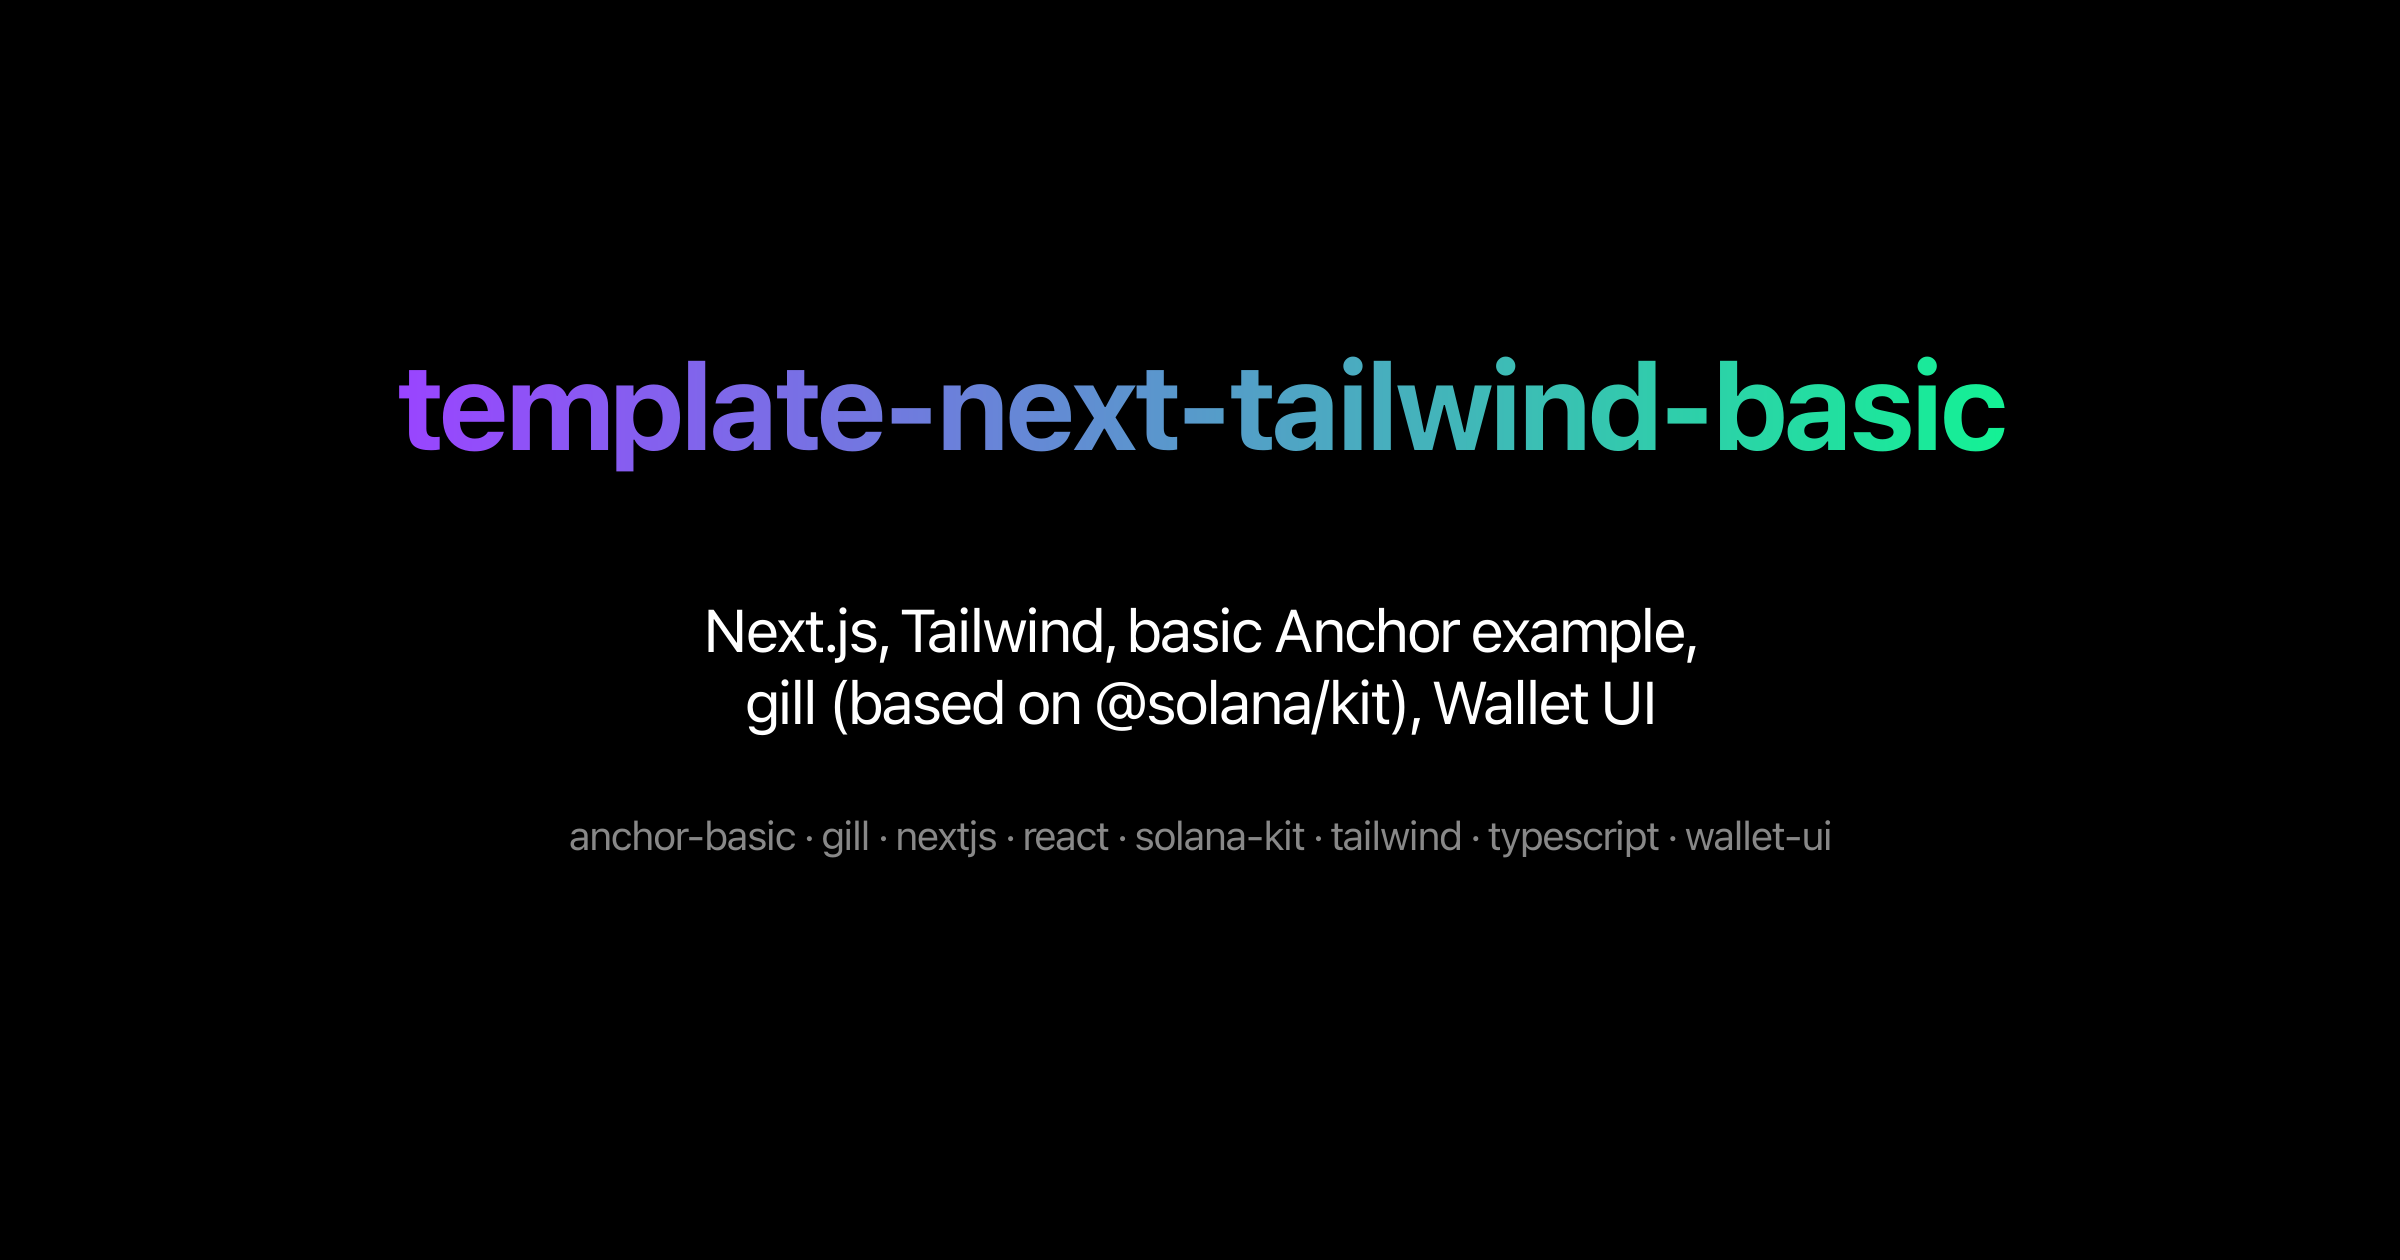 template-next-tailwind-basic
Next.js, Tailwind, basic Anchor example,
gill (based on @solana/kit), Wallet UI
anchor-basic · gill · nextjs · react · solana-kit · tailwind · typescript · wallet-ui